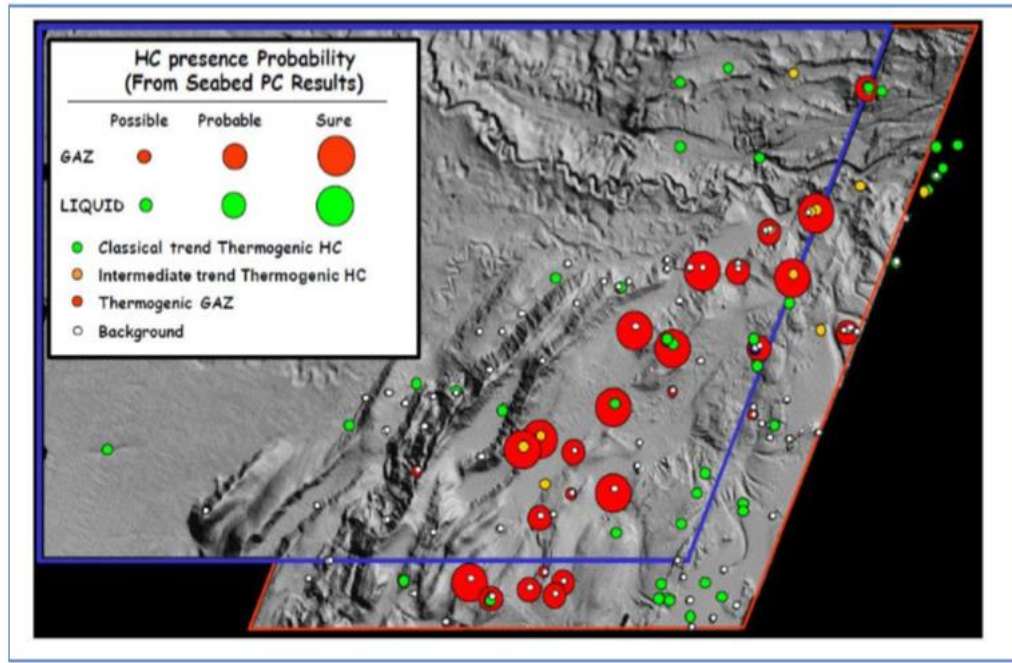 HC presence Probability
(From Seabed PC Results)
Possible Probable Sure
GAZ
LIQUID
Classical trend Thermogenic HC
Intermediate trend Thermogenic HC
Thermogenic GAZ
Background